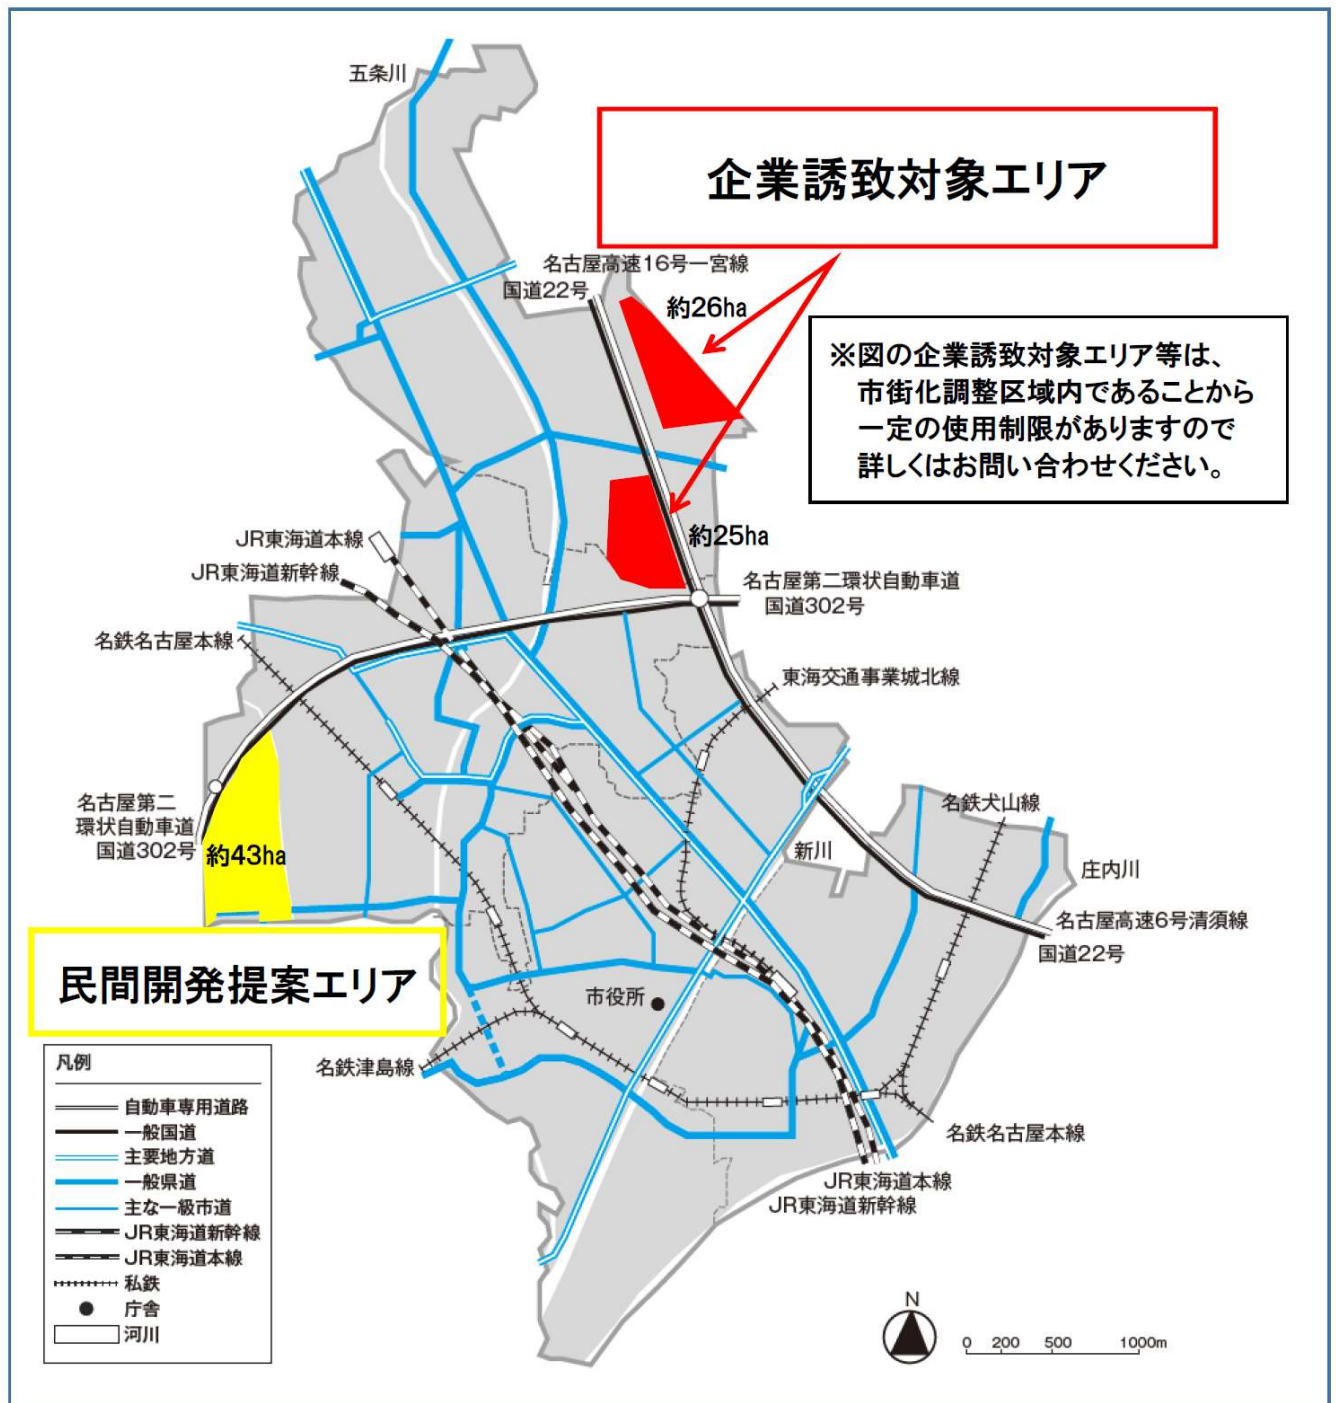 五条川
企業誘致対象エリア
名古屋高速16号一宮線
国道22号
約26ha
※図の企業誘致対象エリア等は、
市街化調整区域内であることから
一定の使用制限がありますので
詳しくはお問い合わせください。
約25ha
JR東海道本線
JR東海道新幹線
名古屋第二環状自動車道
国道302号
名鉄名古屋本線
東海交通事業城北線
名古屋第二
環状自動車道
国道302号
約43ha
名鉄犬山線
新川
庄内川
名古屋高速6号清須線
国道22号
民間開発提案エリア
市役所
名鉄津島線
名鉄名古屋本線
JR東海道本線
JR東海道新幹線
凡例
自動車専用道路
一般国道
主要地方道
一般県道
主な一級市道
JR東海道新幹線
JR東海道本線
私鉄
庁舎
河川
N
0 200 500 1000m